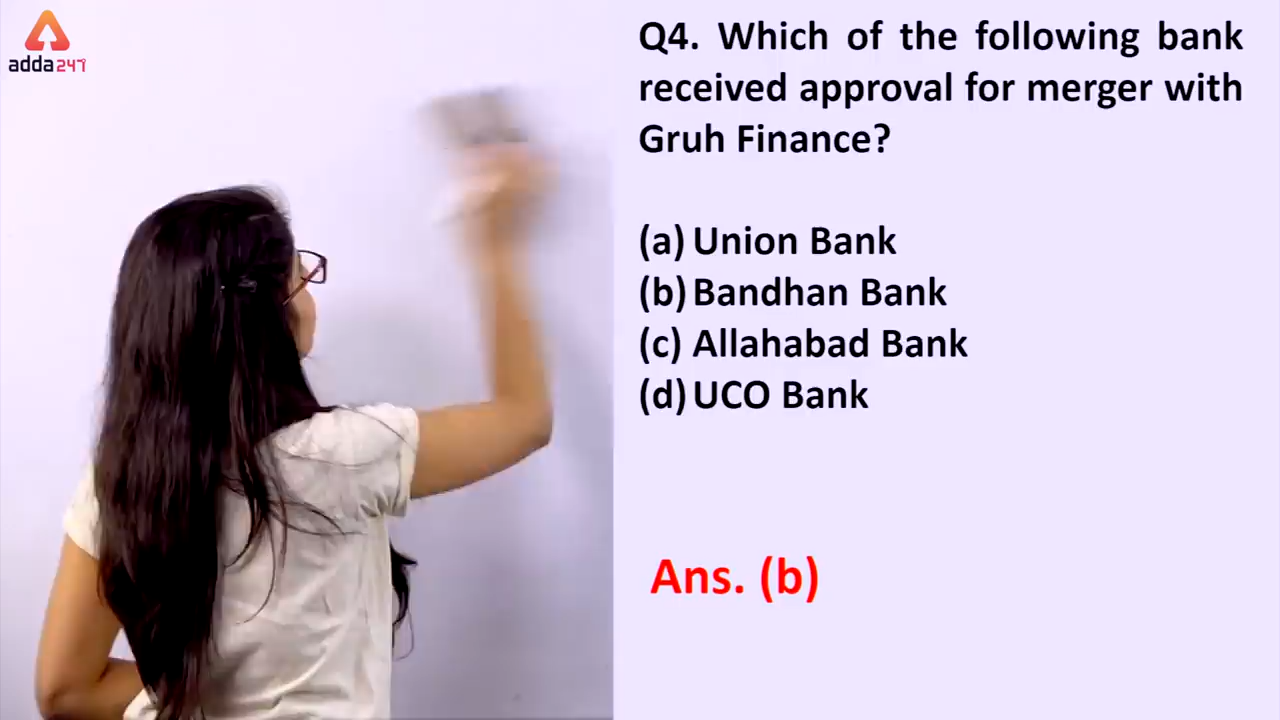 adda247
Q4. Which of the following bank
received approval for merger with
Gruh Finance?
(a) Union Bank
(b) Bandhan Bank
(c) Allahabad Bank
(d) UCO Bank
Ans. (b)